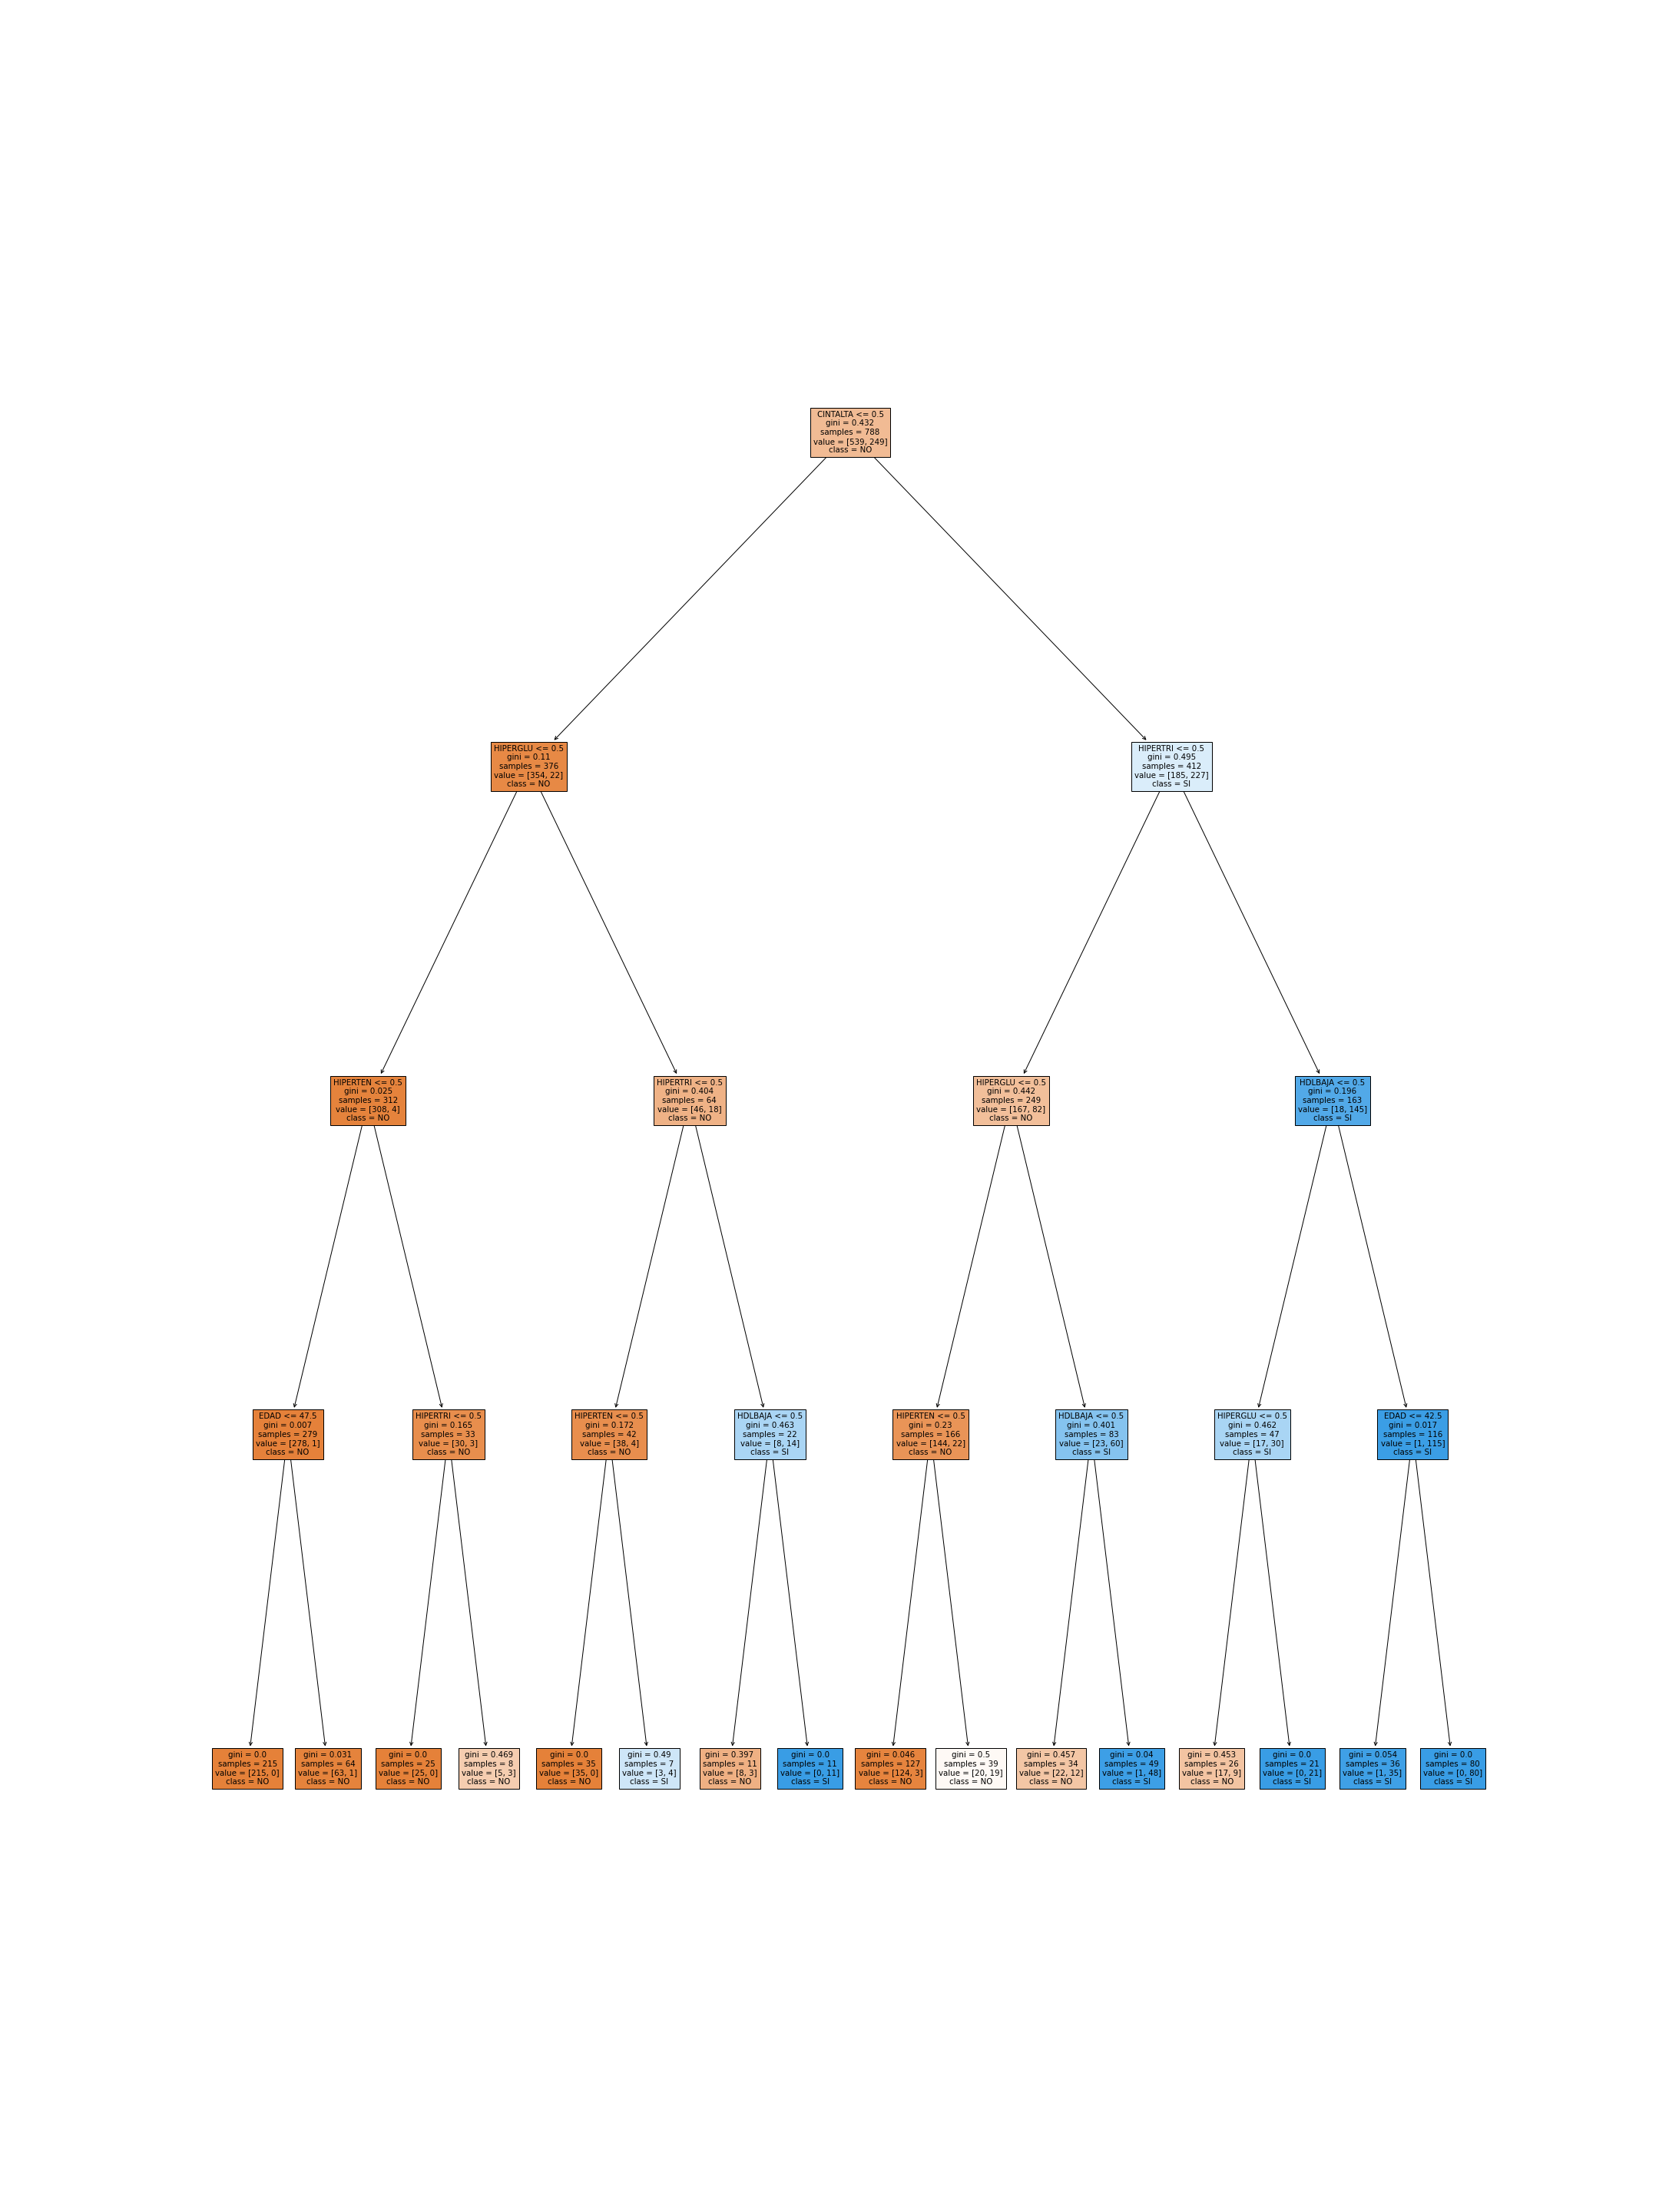 CINTALTA <= 0.5
gini = 0.432
samples = 788
value = [539, 249]
class = NO
HIPERGLU <= 0.5
gini = 0.11
samples = 376
value = [354, 22]
class = NO
HIPERTRI <= 0.5
gini = 0.495
samples = 412
value = [185, 227]
class = SI
HIPERTEN <= 0.5
gini = 0.025
samples = 312
value = [308, 4]
class = NO
HIPERTRI <= 0.5
gini = 0.404
samples = 64
value = [46, 18]
class = NO
HIPERGLU <= 0.5
gini = 0.442
samples = 249
value = [167, 82]
class = NO
HDLBAJA <= 0.5
gini = 0.196
samples = 163
value = [18, 145]
class = SI
EDAD <= 47.5
gini = 0.007
samples = 279
value = [278, 1]
class = NO
HIPERTRI <= 0.5
gini = 0.165
samples = 33
value = [30, 3]
class = NO
HIPERTEN <= 0.5
gini = 0.172
samples = 42
value = [38, 4]
class = NO
HDLBAJA <= 0.5
gini = 0.463
samples = 22
value = [8, 14]
class = SI
HIPERTEN <= 0.5
gini = 0.23
samples = 166
value = [144, 22]
class = NO
HDLBAJA <= 0.5
gini = 0.401
samples = 83
value = [23, 60]
class = SI
HIPERGLU <= 0.5
gini = 0.462
samples = 47
value = [17, 30]
class = SI
EDAD <= 42.5
gini = 0.017
samples = 116
value = [1, 115]
class = SI
gini = 0.0
samples = 215
value = [215, 0]
class = NO
gini = 0.031
samples = 64
value = [63, 1]
class = NO
gini = 0.0
samples = 25
value = [25, 0]
class = NO
gini = 0.469
samples = 8
value = [5, 3]
class = NO
gini = 0.0
samples = 35
value = [35, 0]
class = NO
gini = 0.49
samples = 7
value = [3, 4]
class = SI
gini = 0.397
samples = 11
value = [8, 3]
class = NO
gini = 0.0
samples = 11
value = [0, 11]
class = SI
gini = 0.046
samples = 127
value = [124, 3]
class = NO
gini = 0.5
samples = 39
value = [20, 19]
class = NO
gini = 0.457
samples = 34
value = [22, 12]
class = NO
gini = 0.04
samples = 49
value = [1, 48]
class = SI
gini = 0.453
samples = 26
value = [17, 9]
class = NO
gini = 0.0
samples = 21
value = [0, 21]
class = SI
gini = 0.054
samples = 36
value = [1, 35]
class = SI
gini = 0.0
samples = 80
value = [0, 80]
class = SI